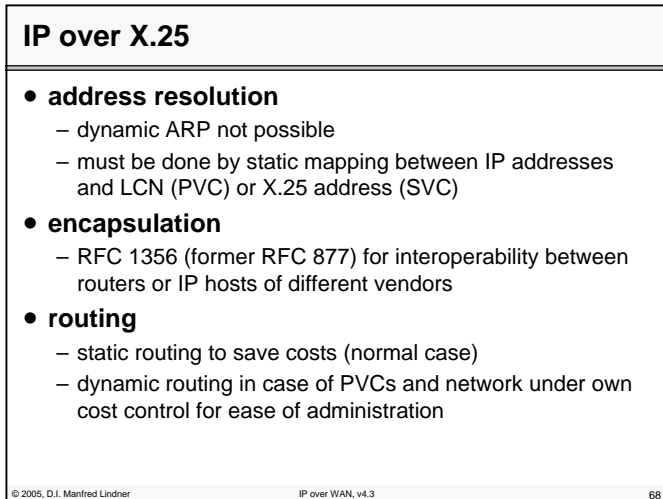 IP over X.25
● address resolution
– dynamic ARP not possible
– must be done by static mapping between IP addresses
and LCN (PVC) or X.25 address (SVC)
● encapsulation
– RFC 1356 (former RFC 877) for interoperability between
routers or IP hosts of different vendors
● routing
– static routing to save costs (normal case)
– dynamic routing in case of PVCs and network under own
cost control for ease of administration
© 2005, D.I. Manfred Lindner IP over WAN, v4.3 68